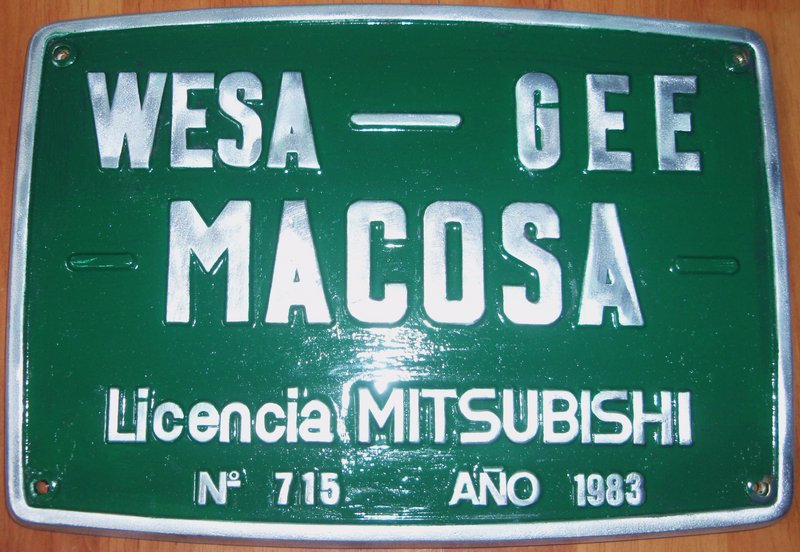 WESA — GEE
— MACOSA —
Licencia MITSUBISHI
Nº 715 AÑO 1983